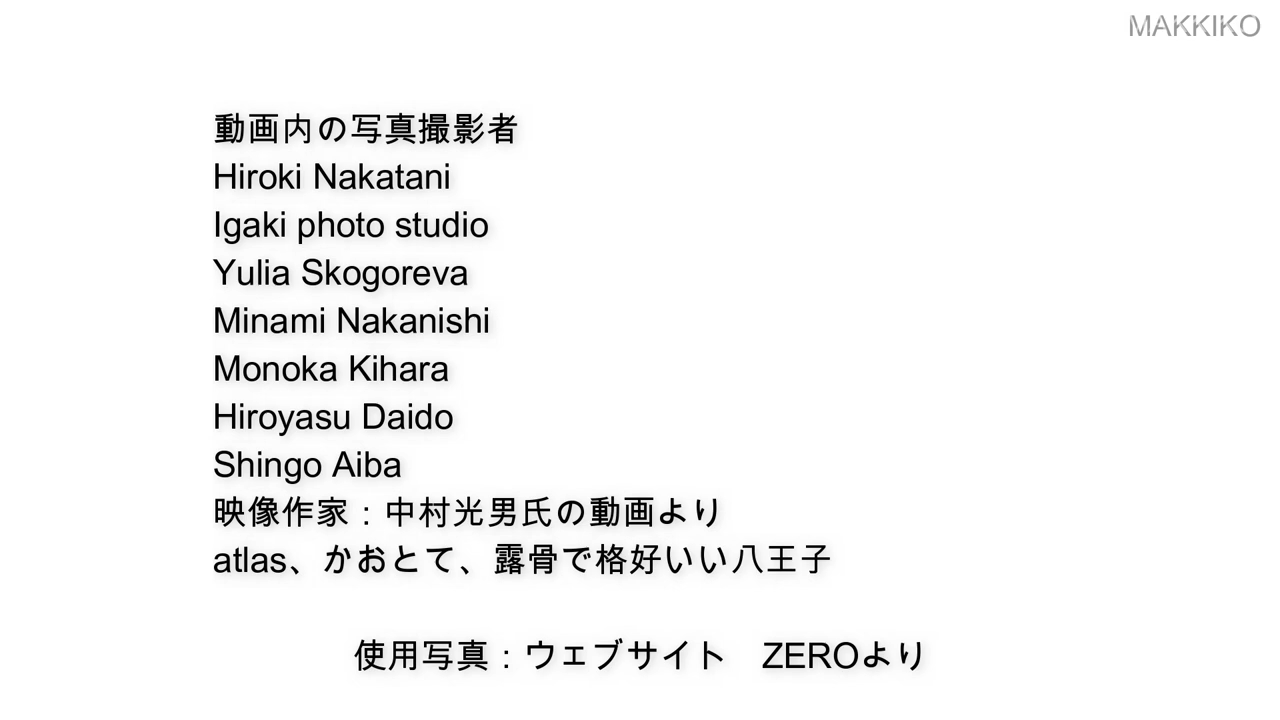 MAKKIKO
動画内の写真撮影者
Hiroki Nakatani
Igaki photo studio
Yulia Skogoreva
Minami Nakanishi
Monoka Kihara
Hiroyasu Daido
Shingo Aiba
映像作家：中村光男氏の動画より
atlas、かおとて、露骨で格好いい八王子
使用写真：ウェブサイト　ZEROより